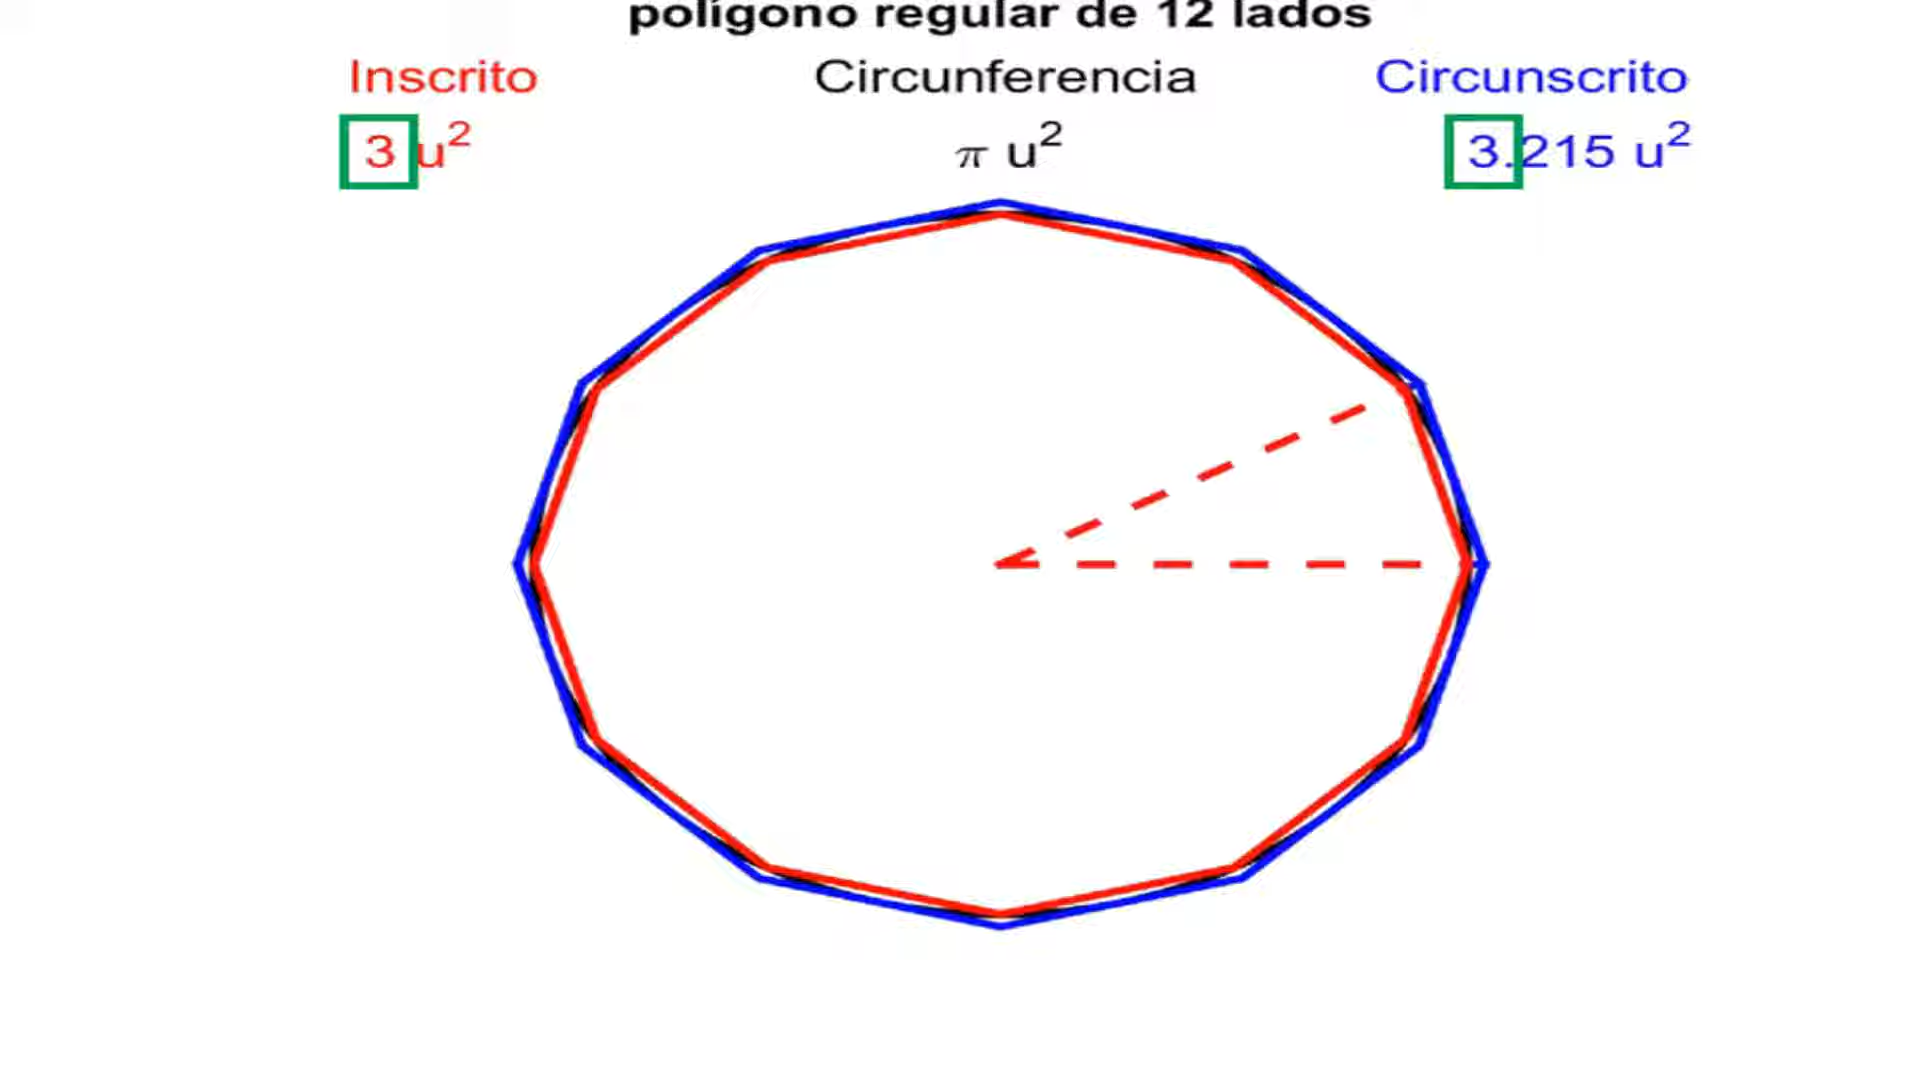 polígono regular de 12 lados
Inscrito Circunferencia Circunscrito
3 u² π u² 3.215 u²